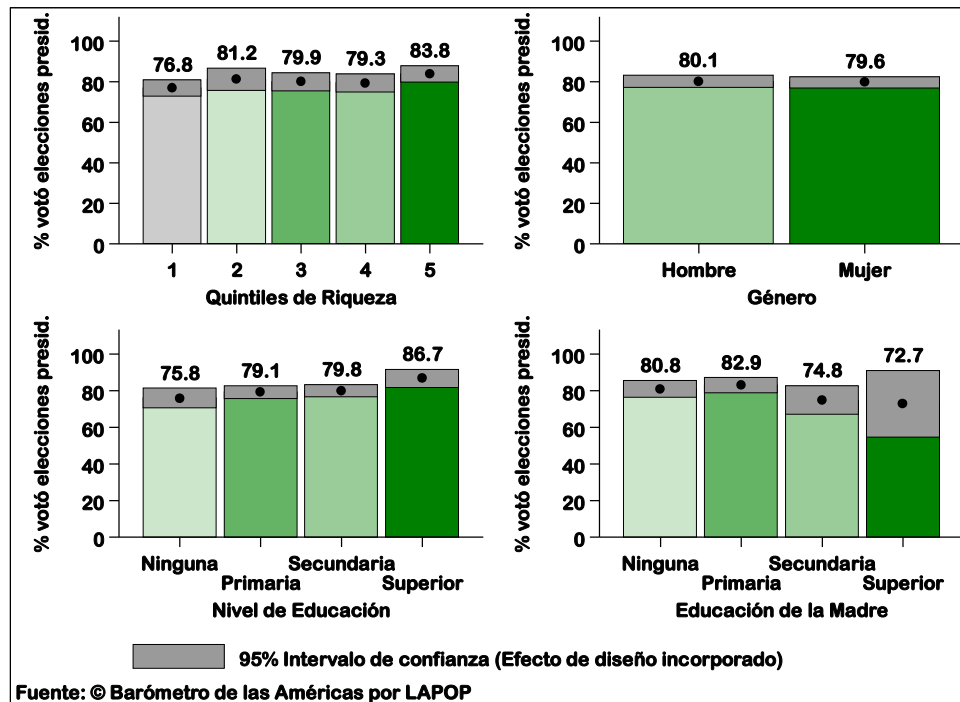 % votó elecciones presid.
100
80
60
40
20
0
76.8
81.2
79.9
79.3
83.8
1 2 3 4 5
Quintiles de Riqueza
% votó elecciones presid.
100
80
60
40
20
0
80.1
79.6
Hombre Mujer
Género
% votó elecciones presid.
100
80
60
40
20
0
75.8
79.1
79.8
86.7
Ninguna Secundaria
Primaria Superior
Nivel de Educación
% votó elecciones presid.
100
80
60
40
20
0
80.8
82.9
74.8
72.7
Ninguna Secundaria
Primaria Superior
Educación de la Madre
95% Intervalo de confianza (Efecto de diseño incorporado)
Fuente: © Barómetro de las Américas por LAPOP